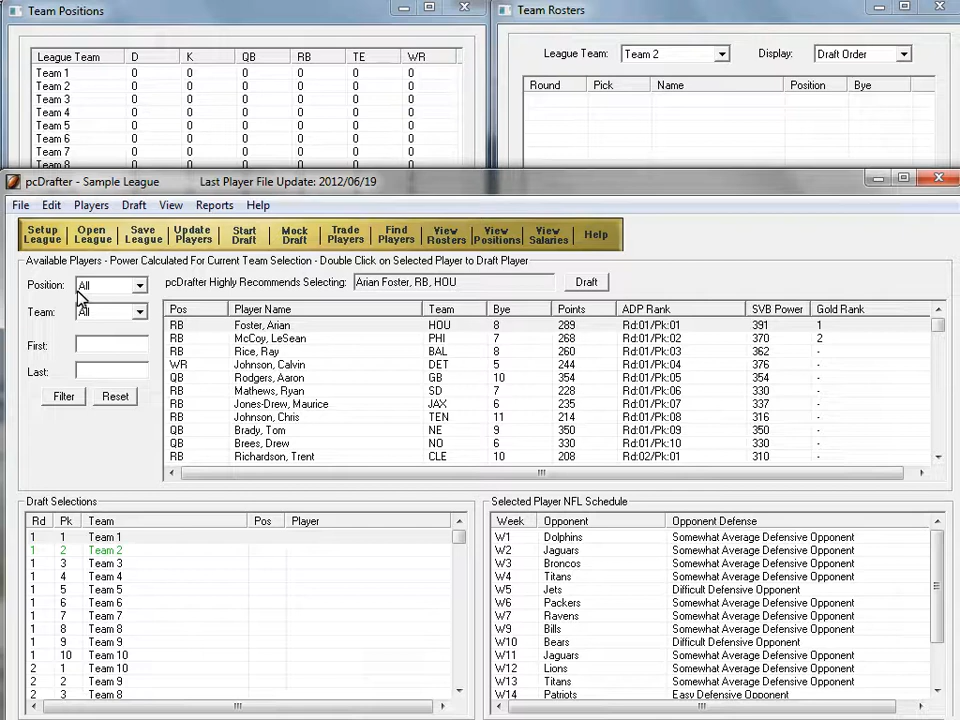 Team Positions
League Team D K QB RB TE WR
Team 1 0 0 0 0 0 0
Team 2 0 0 0 0 0 0
Team 3 0 0 0 0 0 0
Team 4 0 0 0 0 0 0
Team 5 0 0 0 0 0 0
Team 6 0 0 0 0 0 0
Team 7 0 0 0 0 0 0
Team 8 0 0 0 0 0 0
Team Rosters
League Team: Team 2 Display: Draft Order
Round Pick Name Position Bye
pcDrafter - Sample League Last Player File Update: 2012/06/19
File Edit Players Draft View Reports Help
Setup League Open League Save League Update Players Start Draft Mock Draft Trade Players Find Players View Rosters View Positions View Salaries Help
Available Players - Power Calculated For Current Team Selection - Double Click on Selected Player to Draft Player
Position: All pcDrafter Highly Recommends Selecting: Arian Foster, RB, HOU Draft
Team: All
First:
Last:
Filter Reset
Pos Player Name Team Bye Points ADP Rank SVB Power Gold Rank
RB Foster, Arian HOU 8 289 Rd:01/Pk:01 391 1
RB McCoy, LeSean PHI 7 268 Rd:01/Pk:02 370 2
RB Rice, Ray BAL 8 260 Rd:01/Pk:03 362 -
WR Johnson, Calvin DET 5 244 Rd:01/Pk:04 376 -
QB Rodgers, Aaron GB 10 354 Rd:01/Pk:05 354 -
RB Mathews, Ryan SD 7 228 Rd:01/Pk:06 330 -
RB Jones-Drew, Maurice JAX 6 235 Rd:01/Pk:07 337 -
RB Johnson, Chris TEN 11 214 Rd:01/Pk:08 316 -
QB Brady, Tom NE 9 350 Rd:01/Pk:09 350 -
QB Brees, Drew NO 6 330 Rd:01/Pk:10 330 -
RB Richardson, Trent CLE 10 208 Rd:02/Pk:01 310 -
Draft Selections
Rd Pk Team Pos Player
1 1 Team 1
1 2 Team 2
1 3 Team 3
1 4 Team 4
1 5 Team 5
1 6 Team 6
1 7 Team 7
1 8 Team 8
1 9 Team 9
1 10 Team 10
2 1 Team 10
2 2 Team 9
2 3 Team 8
Selected Player NFL Schedule
Week Opponent Opponent Defense
W1 Dolphins Somewhat Average Defensive Opponent
W2 Jaguars Somewhat Average Defensive Opponent
W3 Broncos Somewhat Average Defensive Opponent
W4 Titans Somewhat Average Defensive Opponent
W5 Jets Difficult Defensive Opponent
W6 Packers Somewhat Average Defensive Opponent
W7 Ravens Somewhat Average Defensive Opponent
W9 Bills Somewhat Average Defensive Opponent
W10 Bears Difficult Defensive Opponent
W11 Jaguars Somewhat Average Defensive Opponent
W12 Lions Somewhat Average Defensive Opponent
W13 Titans Somewhat Average Defensive Opponent
W14 Patriots Easy Defensive Opponent